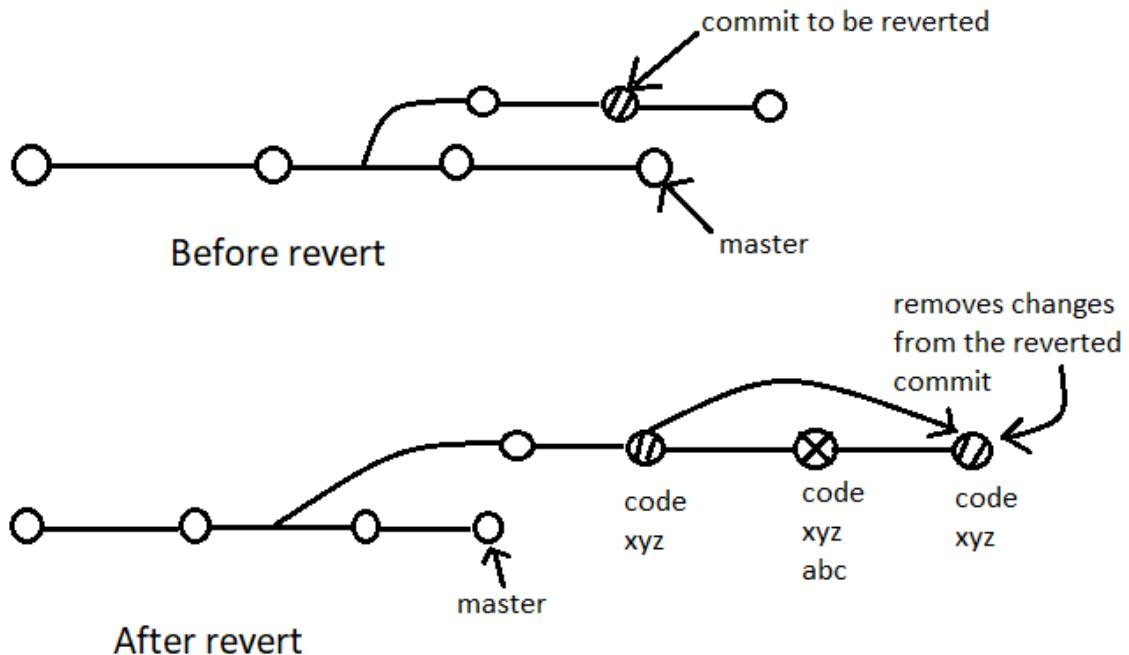 commit to be reverted
master
Before revert
removes changes
from the reverted
commit
code
xyz
code
xyz
abc
code
xyz
master
After revert